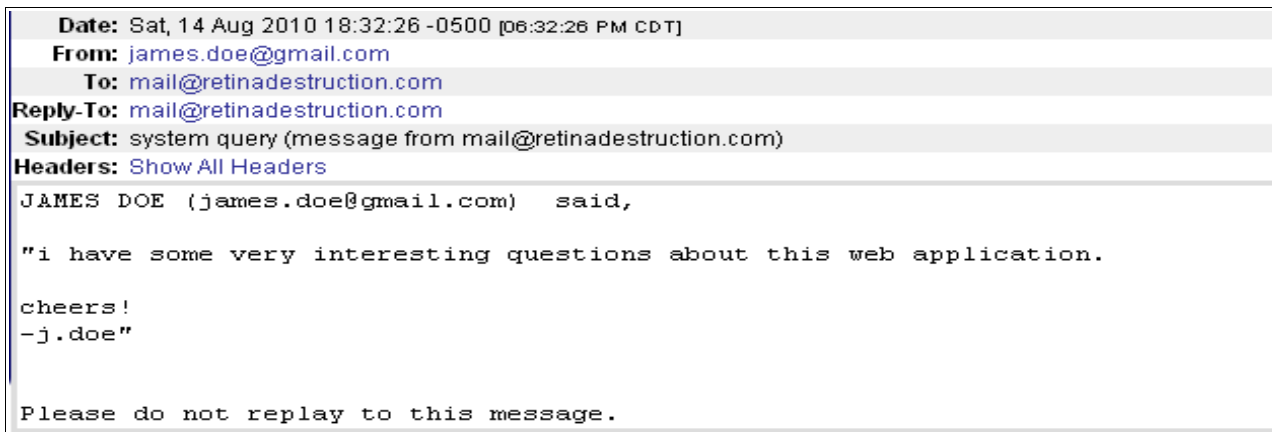 Date: Sat, 14 Aug 2010 18:32:26 -0500 [06:32:26 PM CDT]
From: james.doe@gmail.com
To: mail@retinadestruction.com
Reply-To: mail@retinadestruction.com
Subject: system query (message from mail@retinadestruction.com)
Headers: Show All Headers
JAMES DOE (james.doe@gmail.com)  said,
"i have some very interesting questions about this web application.
cheers!
-j.doe"
Please do not replay to this message.